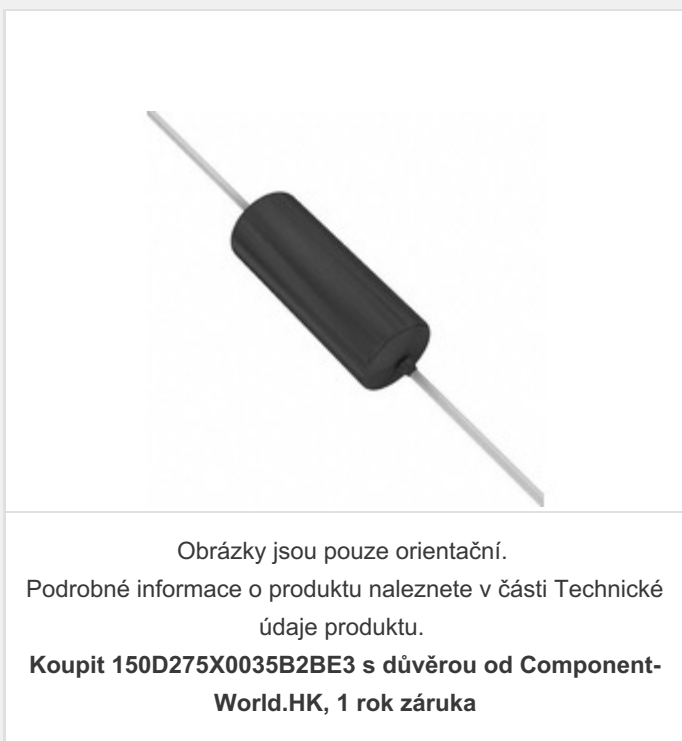 Obrázky jsou pouze orientační.
Podrobné informace o produktu naleznete v části Technické
údaje produktu.
Koupit 150D275X0035B2BE3 s důvěrou od Component-
World.HK, 1 rok záruka